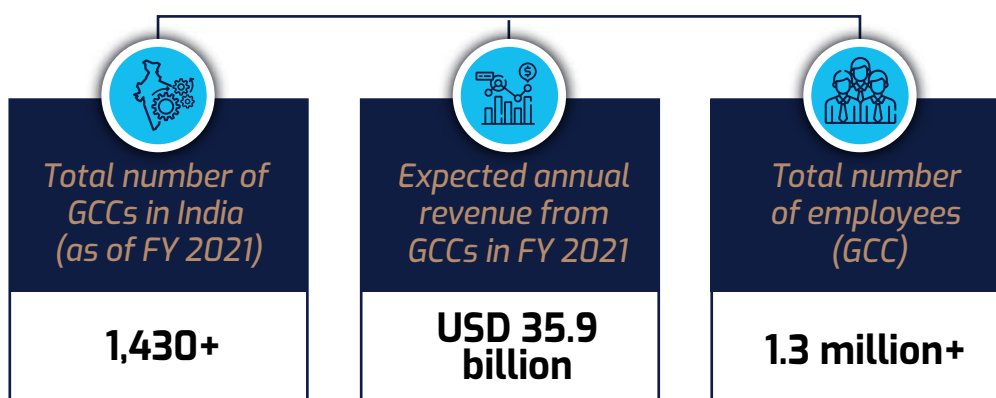 Total number of
GCCs in India
(as of FY 2021)
1,430+
Expected annual
revenue from
GCCs in FY 2021
USD 35.9
billion
Total number
of employees
(GCC)
1.3 million+